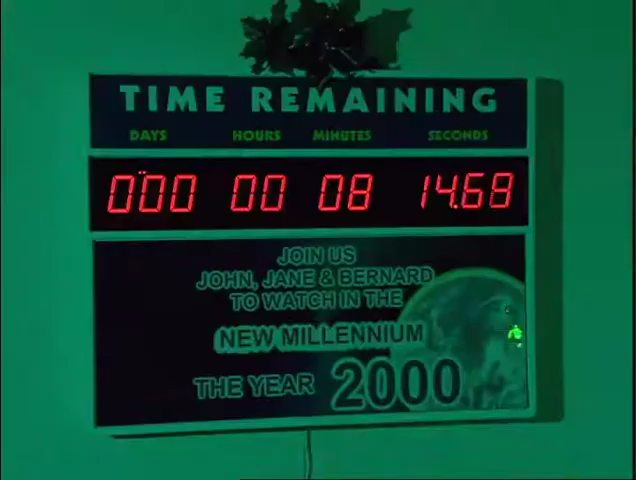 TIME REMAINING
DAYS HOURS MINUTES SECONDS
000 00 08 14.68
JOIN US
JOHN, JANE & BERNARD
TO WATCH IN THE
NEW MILLENNIUM
THE YEAR 2000